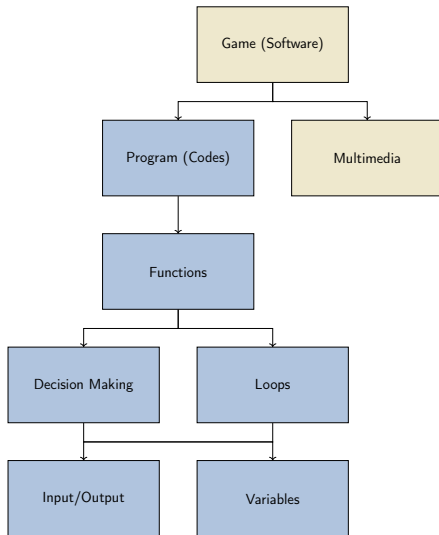 Game (Software)
Program (Codes)
Multimedia
Functions
Decision Making
Loops
Input/Output
Variables